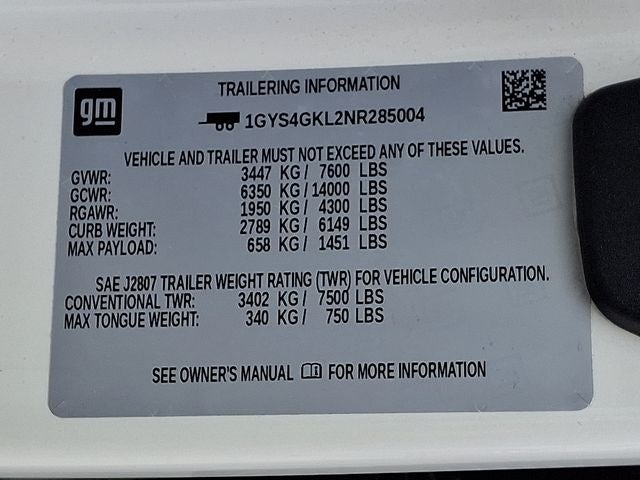 gm
TRAILERING INFORMATION
1GYS4GKL2NR285004
VEHICLE AND TRAILER MUST NOT EXCEED ANY OF THESE VALUES.
GVWR: 3447 KG/ 7600 LBS
GCWR: 6350 KG/ 14000 LBS
RGAWR: 1950 KG/ 4300 LBS
CURB WEIGHT: 2789 KG/ 6149 LBS
MAX PAYLOAD: 658 KG/ 1451 LBS
SAE J2807 TRAILER WEIGHT RATING (TWR) FOR VEHICLE CONFIGURATION.
CONVENTIONAL TWR: 3402 KG/ 7500 LBS
MAX TONGUE WEIGHT: 340 KG/ 750 LBS
SEE OWNER'S MANUAL FOR MORE INFORMATION